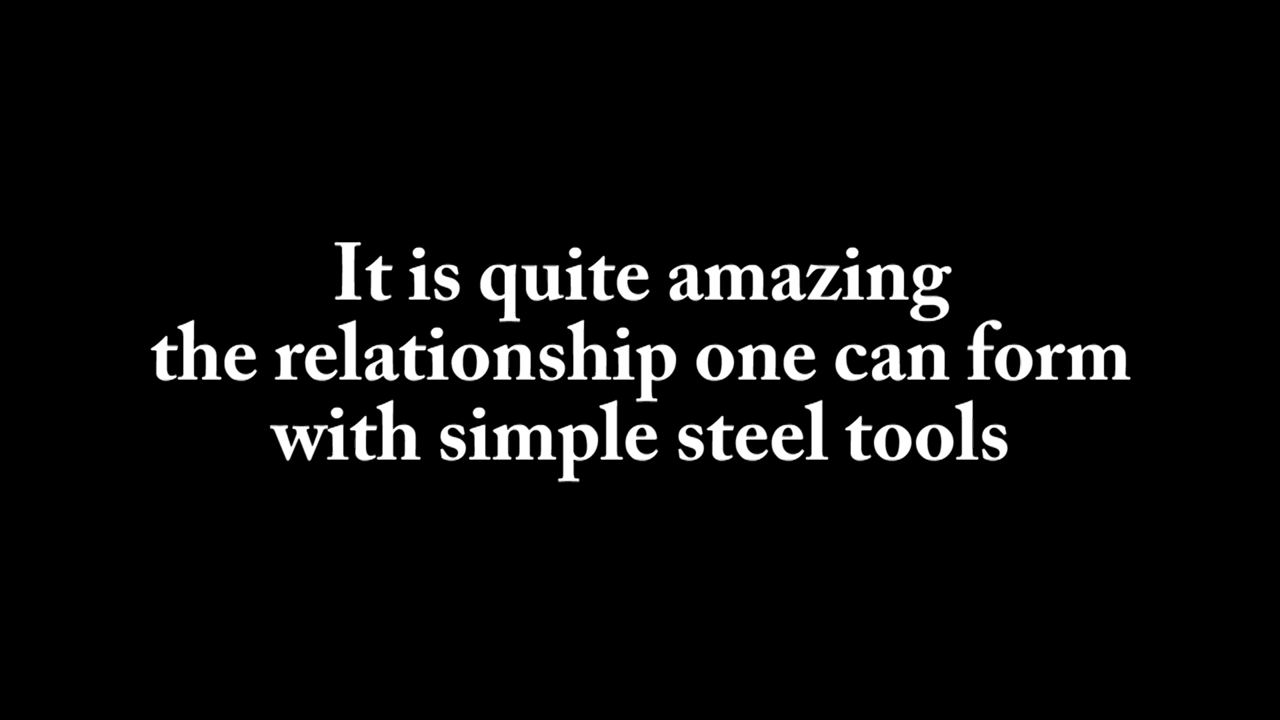 It is quite amazing
the relationship one can form
with simple steel tools